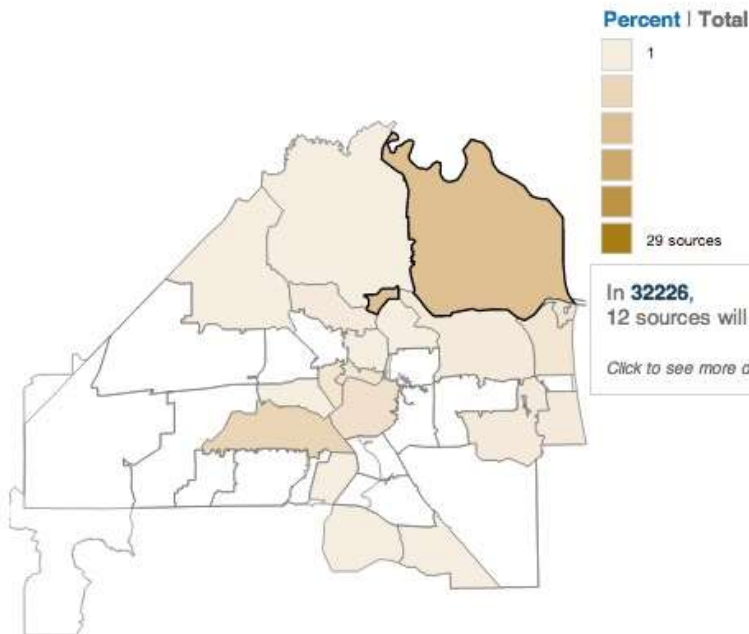 Percent | Total
1
29 sources
In 32226,
12 sources will
Click to see more